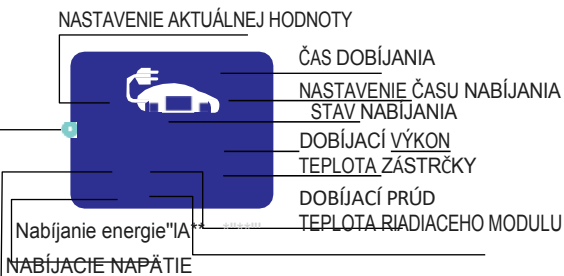 NASTAVENIE AKTUÁLNEJ HODNOTY
ČAS DOBÍJANIA
NASTAVENIE ČASU NABÍJANIA
STAV NABÍJANIA
DOBÍJACÍ VÝKON
TEPLOTA ZÁSTRČKY
DOBÍJACÍ PRÚD
TEPLOTA RIADIACEHO MODULU
Nabíjanie energie"IA**
NABÍJACIE NAPÄTIE